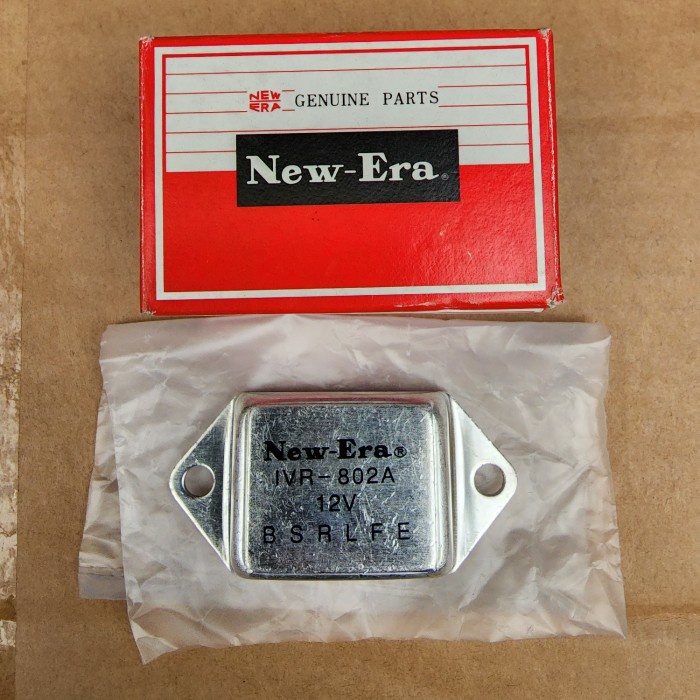 NEW
ERA
GENUINE PARTS
New-Era®
New-Era®
IVR-802A
12V
B S R L F E